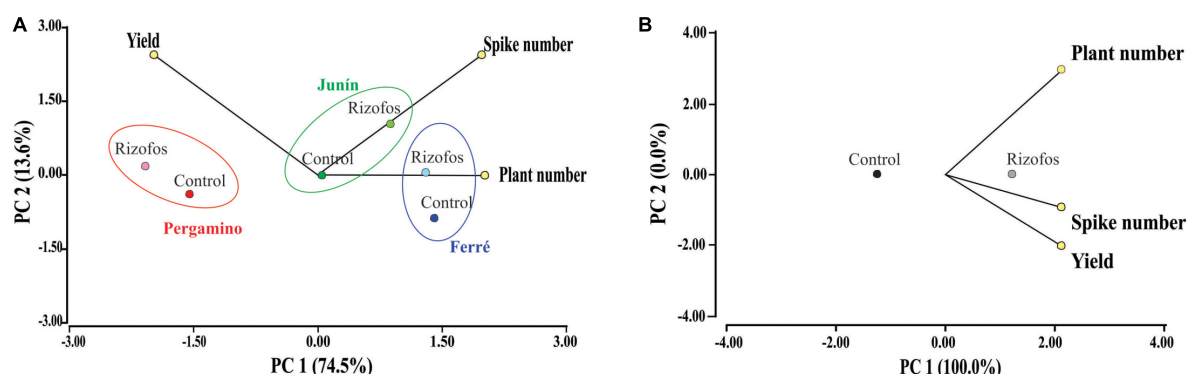 A
3.00
1.50
0.00
-1.50
-3.00
PC 2 (13.6%)
Yield
Spike number
Junín
Rizofos
Control
Rizofos
Control
Pergamino
Rizofos
Control
Ferré
Plant number
-3.00
-1.50
0.00
1.50
3.00
PC 1 (74.5%)
B
4.00
2.00
0.00
-2.00
-4.00
PC 2 (0.0%)
Plant number
Control
Rizofos
Spike number
Yield
-4.00
-2.00
0.00
2.00
4.00
PC 1 (100.0%)